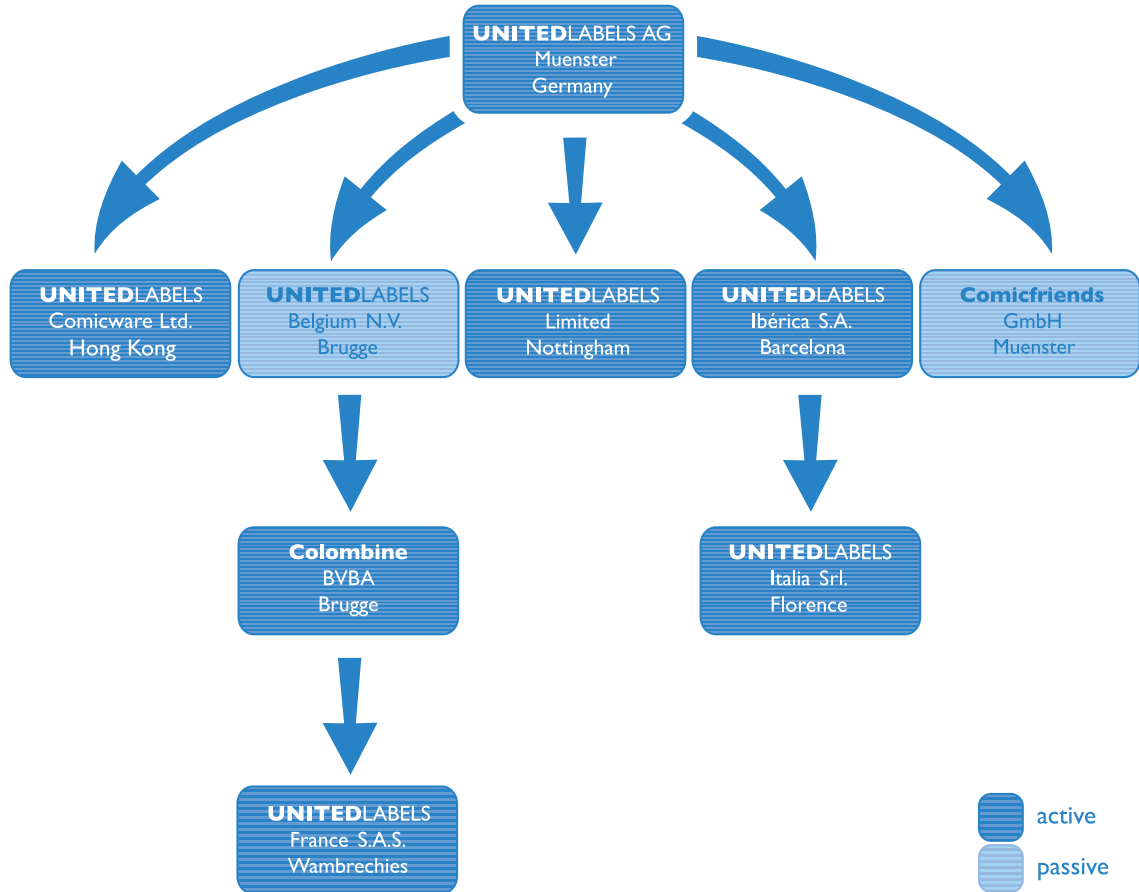 UNITEDLABELS AG
Muenster
Germany
UNITEDLABELS
Comicware Ltd.
Hong Kong
UNITEDLABELS
Belgium N.V.
Brugge
UNITEDLABELS
Limited
Nottingham
UNITEDLABELS
Ibérica S.A.
Barcelona
Comicfriends
GmbH
Muenster
Colombine
BVBA
Brugge
UNITEDLABELS
Italia Srl.
Florence
UNITEDLABELS
France S.A.S.
Wambrechies
active
passive